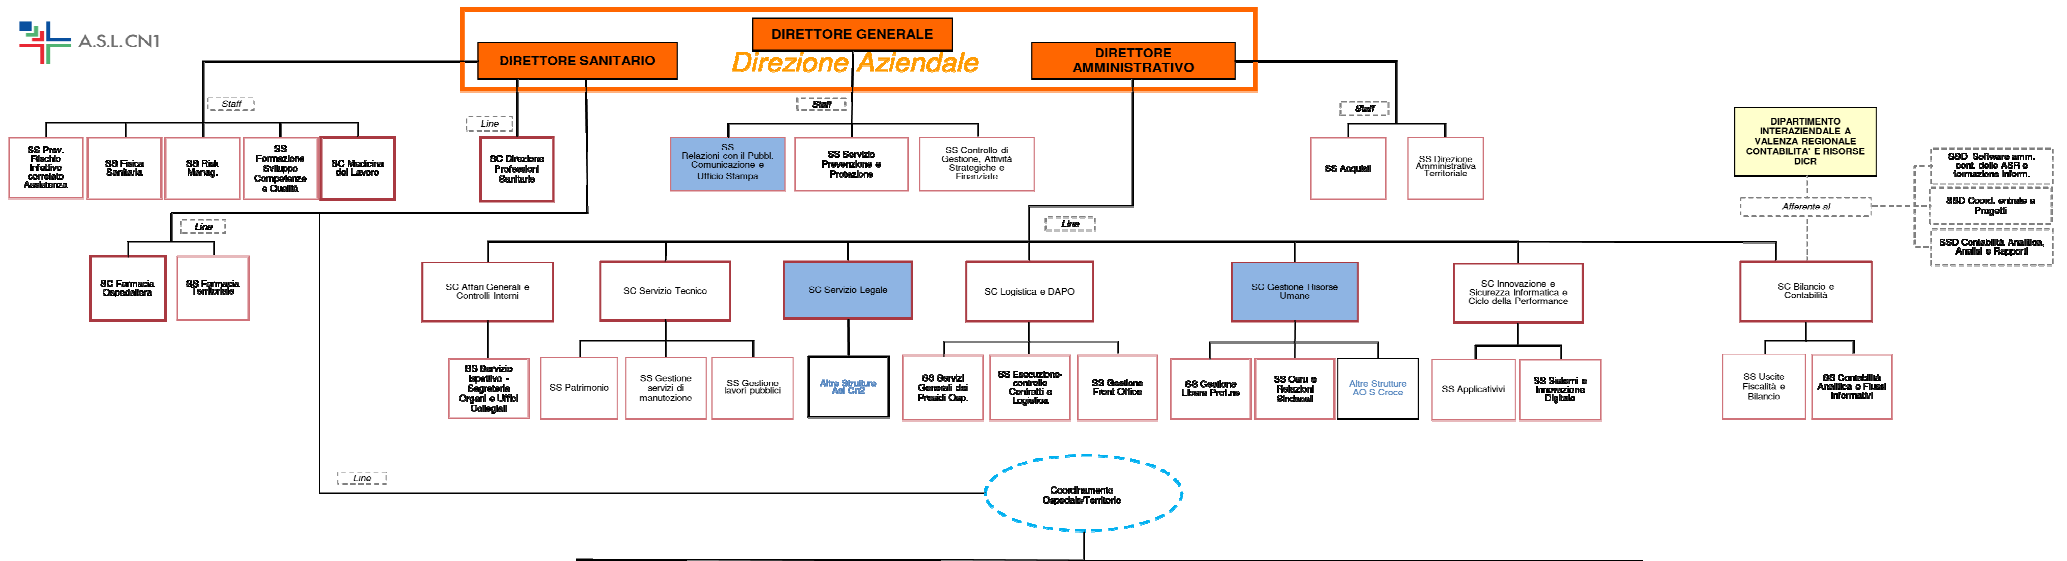 A.S.L. CN1
DIRETTORE GENERALE
DIRETTORE SANITARIO
DIRETTORE
AMMINISTRATIVO
Direzione Aziendale
Staff
Line
Staff
Staff
SS Prev.
Rischio
Infettivo
correlato
Assistenza
SS Fisica
Sanitaria
SS Risk
Manag.
SS
Formazione
Sviluppo
Competenze
e Qualità
SC Medicina
del Lavoro
SC Direzione
Professioni
Sanitarie
SS
Relazioni con il Pubbl.
Comunicazione e
Ufficio Stampa
SS Servizio
Prevenzione e
Protezione
SS Controllo di
Gestione, Attività
Strategiche e
Finanziate
SS Acquisti
SS Direzione
Amministrativa
Territoriale
DIPARTIMENTO
INTERAZIENDALE A
VALENZA REGIONALE
CONTABILITA' E RISORSE
DICR
Afferente al
SSD Software amm.
cont. delle ASR e
formazione inform.
SSD Coord. entrate e
Progetti
SSD Contabilità Analitica,
Analisi e Rapporti
Line
Line
SC Farmacia
Ospedaliera
SS Farmacia
Territoriale
SC Affari Generali e
Controlli Interni
SC Servizio Tecnico
SC Servizio Legale
SC Logistica e DAPO
SC Gestione Risorse
Umane
SC Innovazione e
Sicurezza Informatica e
Ciclo della Performance
SC Bilancio e
Contabilità
SS Servizio
Ispettivo -
Segreteria
Organi e Uffici
Collegiali
SS Patrimonio
SS Gestione
servizi di
manutezione
SS Gestione
lavori pubblici
Altre Strutture
Asl Cn2
SS Servizi
Generali dei
Presidi Osp.
SS Esecuzione-
controllo
Contratti e
Logistica
SS Gestione
Front Office
SS Gestione
Libera Prof.ne
SS Guru e
Relazioni
Sindacali
Altre Strutture
AO S Croce
SS Applicativivi
SS Sistemi e
Innovazione
Digitale
SS Uscite
Fiscalità e
Bilancio
SS Contabilità
Analitica e Flussi
Informativi
Line
Coordinamento
Ospedale/Territorio